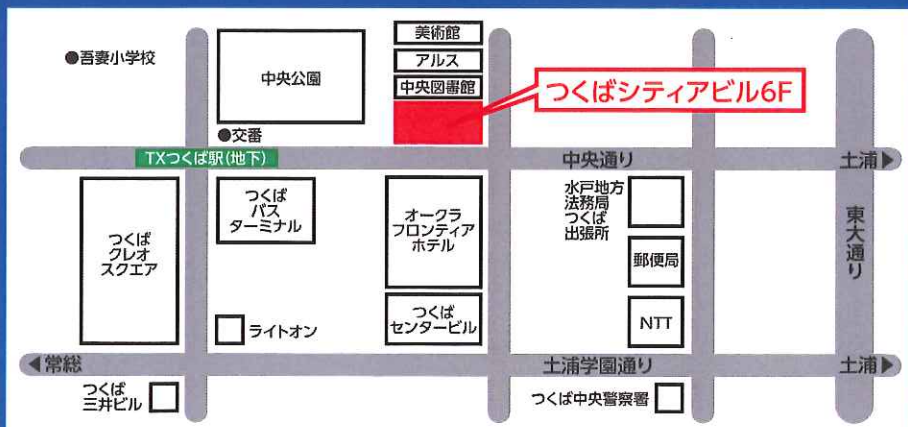 美術館
アルス
中央図書館
●吾妻小学校
中央公園
つくばシティアビル6F
●交番
TXつくば駅(地下)
中央通り
土浦▶
つくば
クレオ
スクエア
つくば
バス
ターミナル
オークラ
フロンティア
ホテル
水戸地方
法務局
つくば
出張所
郵便局
NTT
東大通り
ライトオン
つくば
センタービル
◀常総
土浦学園通り
土浦▶
つくば
三井ビル
つくば中央警察署